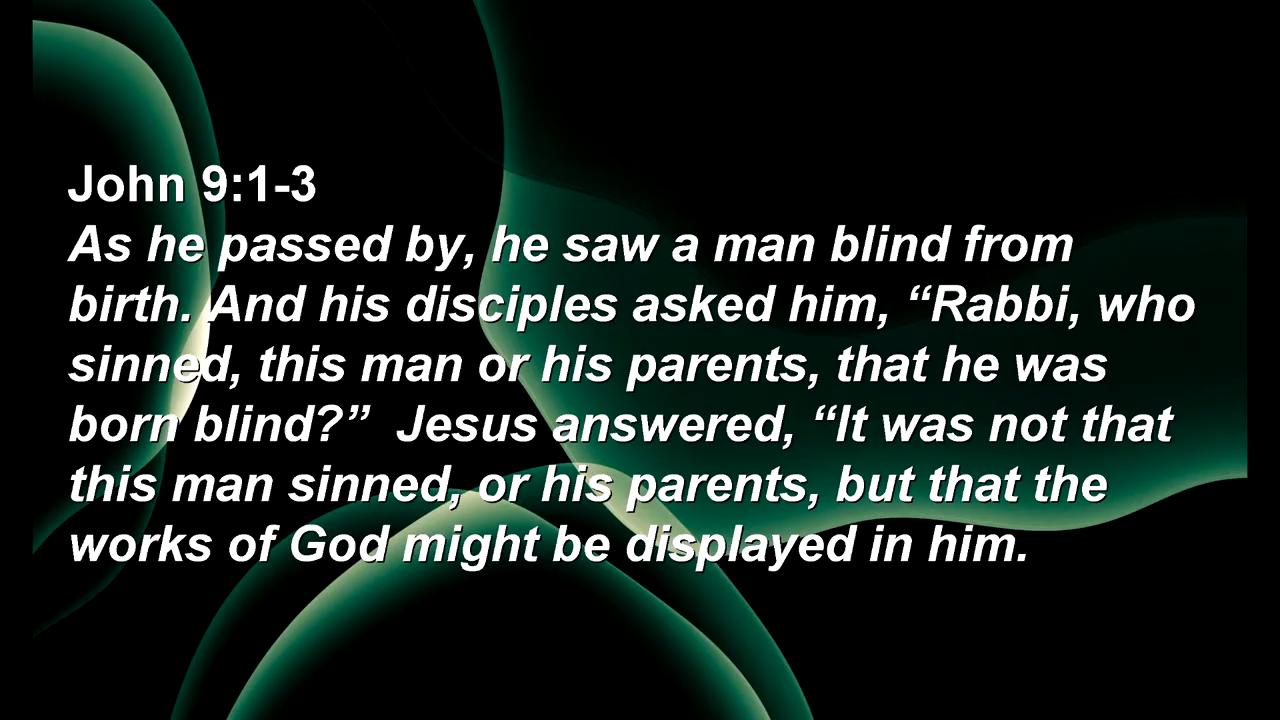 John 9:1-3
As he passed by, he saw a man blind from
birth. And his disciples asked him, “Rabbi, who
sinned, this man or his parents, that he was
born blind?”  Jesus answered, “It was not that
this man sinned, or his parents, but that the
works of God might be displayed in him.